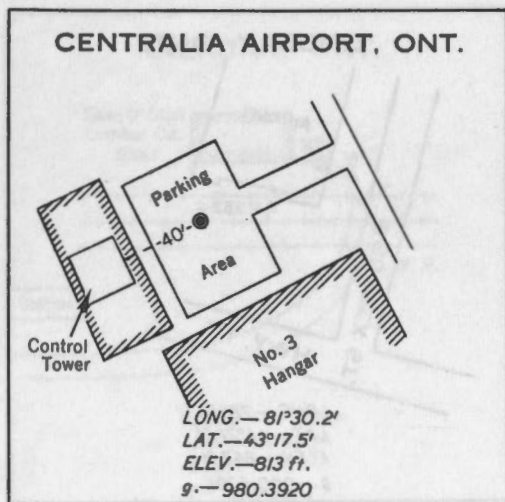 CENTRALIA AIRPORT, ONT.
Parking
40'
Area
Control
Tower
No. 3
Hangar
LONG.— 81°30.2'
LAT.—43°17.5'
ELEV.—813 ft.
g.—980.3920